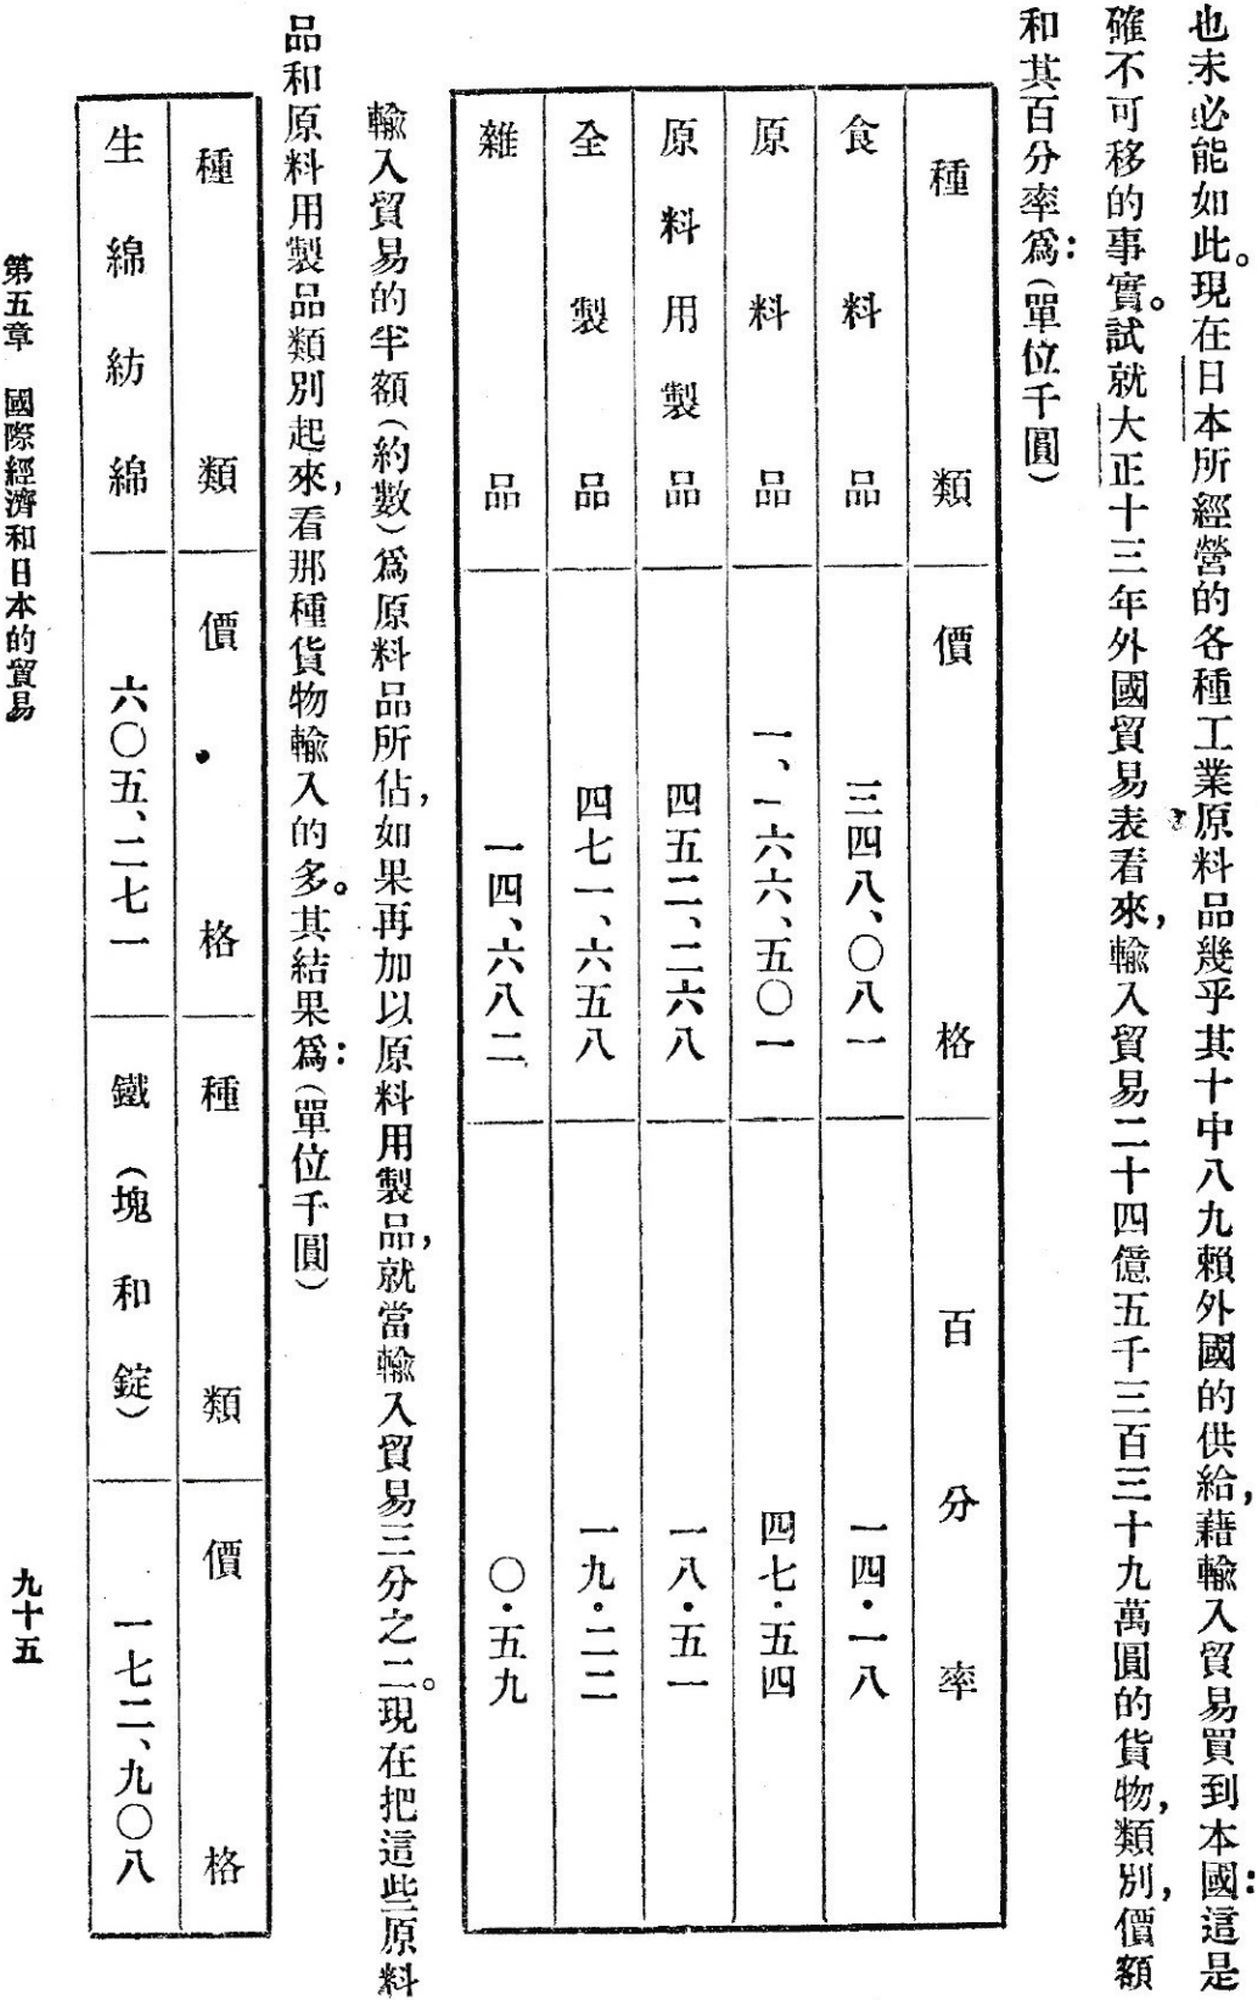 也未必能如此。現在日本所經營的各種工業原料品幾乎其十中八九賴外國的供給，藉輸入貿易買到本國：這是
確不可移的事實。試就大正十三年外國貿易表看來，輸入貿易二十四億五千三百三十九萬圓的貨物，類別，價額
和其百分率爲：（單位千圓）
種類 價格 百分率
食料品 三四八、〇八一 一四·一八
原料品 一、一六六、五〇一 四七·五四
原料用製品 四五二、二六八 一八·五一
全製品 四七一、六五八 一九·二二
雜品 一四、六八二 〇·五九
輸入貿易的半額（約數）爲原料品所佔，如果再加以原料用製品，就當輸入貿易三分之二。現在把這些原料
品和原料用製品類別起來，看那種貨物輸入的多。其結果爲：（單位千圓）
種類 價格 種類 價格
生綿紡綿 六〇五、二七一 鐵（塊和錠） 一七二、九〇八
第五章 國際經濟和日本的貿易 九十五